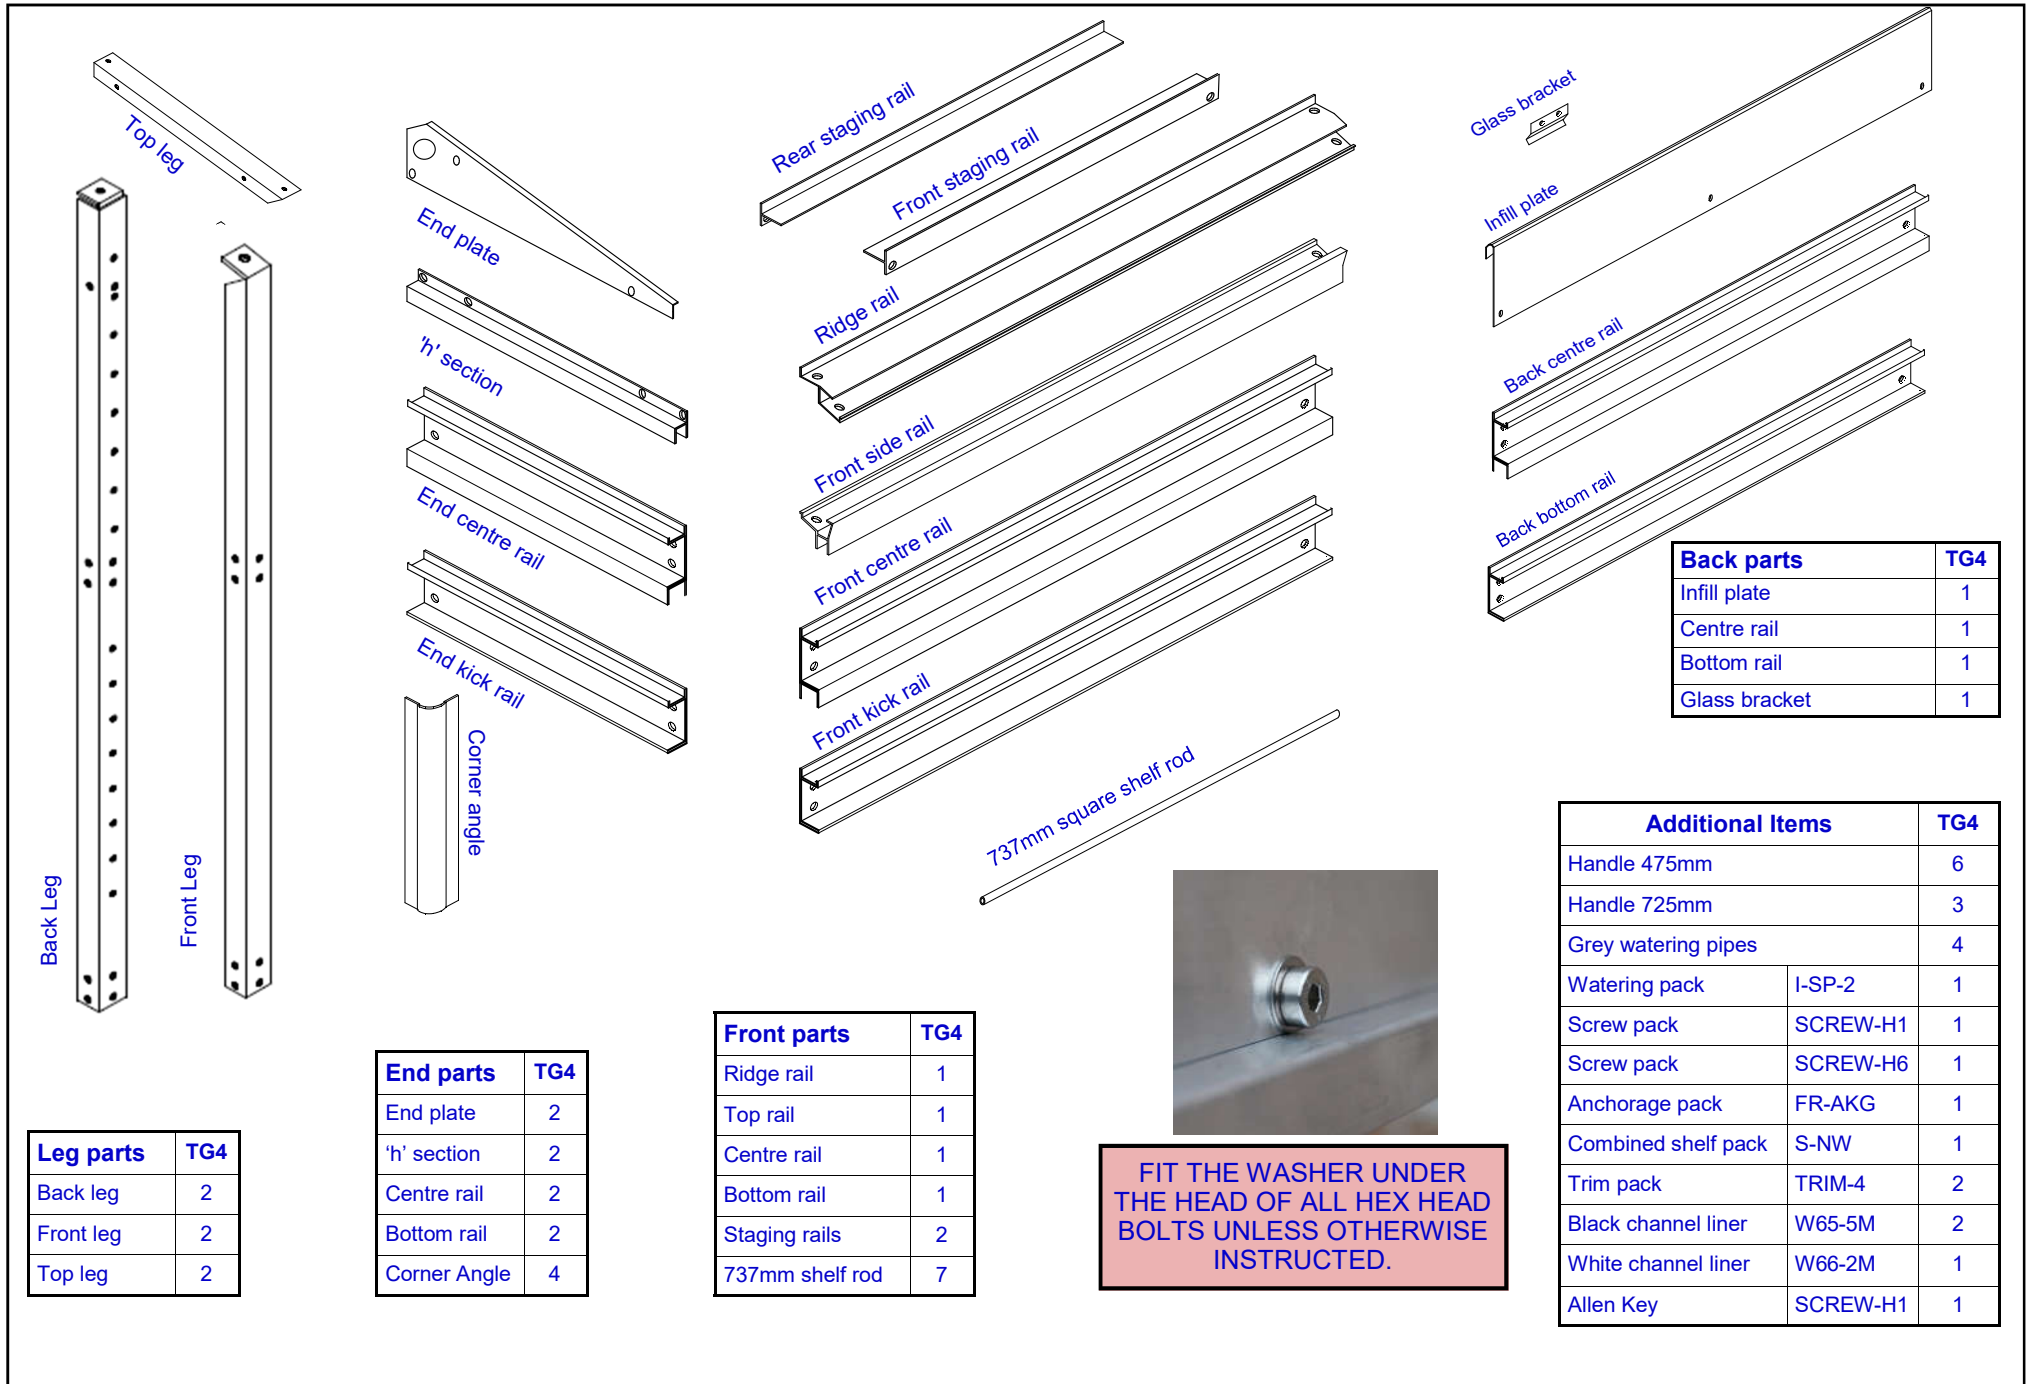 Top leg
Back Leg
Front Leg
End plate
'h' section
End centre rail
End kick rail
Corner angle
Rear staging rail
Front staging rail
Ridge rail
Front side rail
Front centre rail
Front kick rail
737mm square shelf rod
Glass bracket
Infill plate
Back centre rail
Back bottom rail
Back parts TG4
Infill plate 1
Centre rail 1
Bottom rail 1
Glass bracket 1
Leg parts TG4
Back leg 2
Front leg 2
Top leg 2
End parts TG4
End plate 2
‘h’ section 2
Centre rail 2
Bottom rail 2
Corner Angle 4
Front parts TG4
Ridge rail 1
Top rail 1
Centre rail 1
Bottom rail 1
Staging rails 2
737mm shelf rod 7
FIT THE WASHER UNDER
THE HEAD OF ALL HEX HEAD
BOLTS UNLESS OTHERWISE
INSTRUCTED.
Additional Items TG4
Handle 475mm 6
Handle 725mm 3
Grey watering pipes 4
Watering pack I-SP-2 1
Screw pack SCREW-H1 1
Screw pack SCREW-H6 1
Anchorage pack FR-AKG 1
Combined shelf pack S-NW 1
Trim pack TRIM-4 2
Black channel liner W65-5M 2
White channel liner W66-2M 1
Allen Key SCREW-H1 1